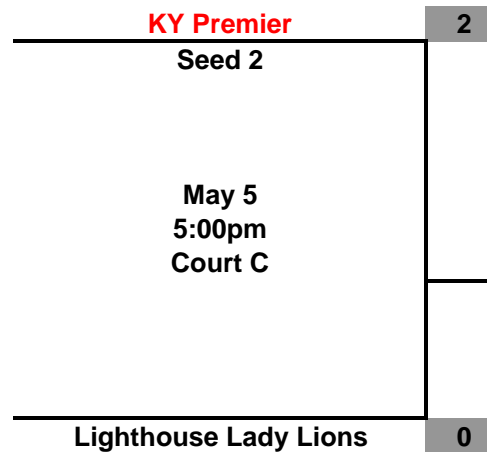 KY Premier 2
Seed 2
May 5
5:00pm
Court C
Lighthouse Lady Lions 0